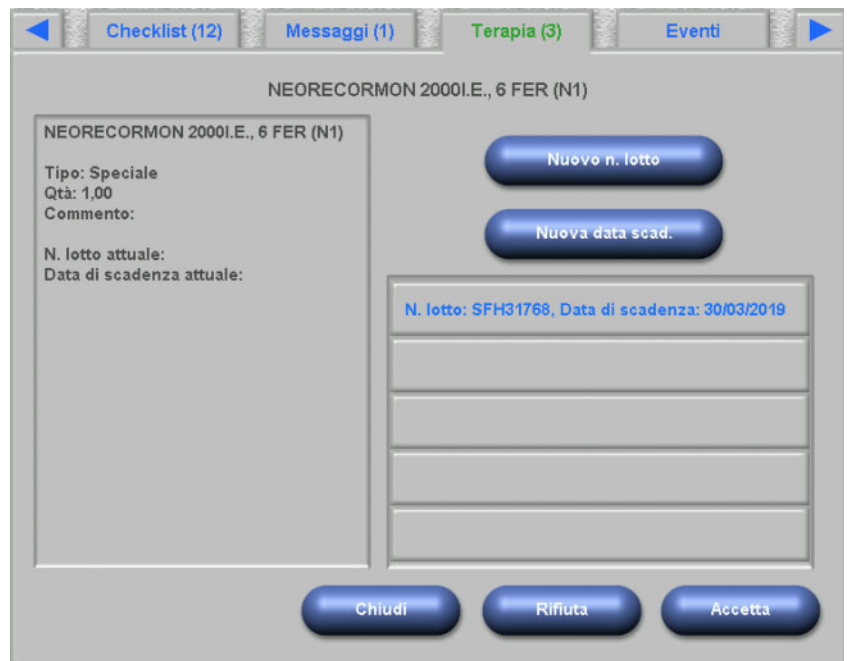 Checklist (12)
Messaggi (1)
Terapia (3)
Eventi
NEORECORMON 2000I.E., 6 FER (N1)
NEORECORMON 2000I.E., 6 FER (N1)
Tipo: Speciale
Qtà: 1,00
Commento:
N. lotto attuale:
Data di scadenza attuale:
Nuovo n. lotto
Nuova data scad.
N. lotto: SFH31768, Data di scadenza: 30/03/2019
Chiudi
Rifiuta
Accetta